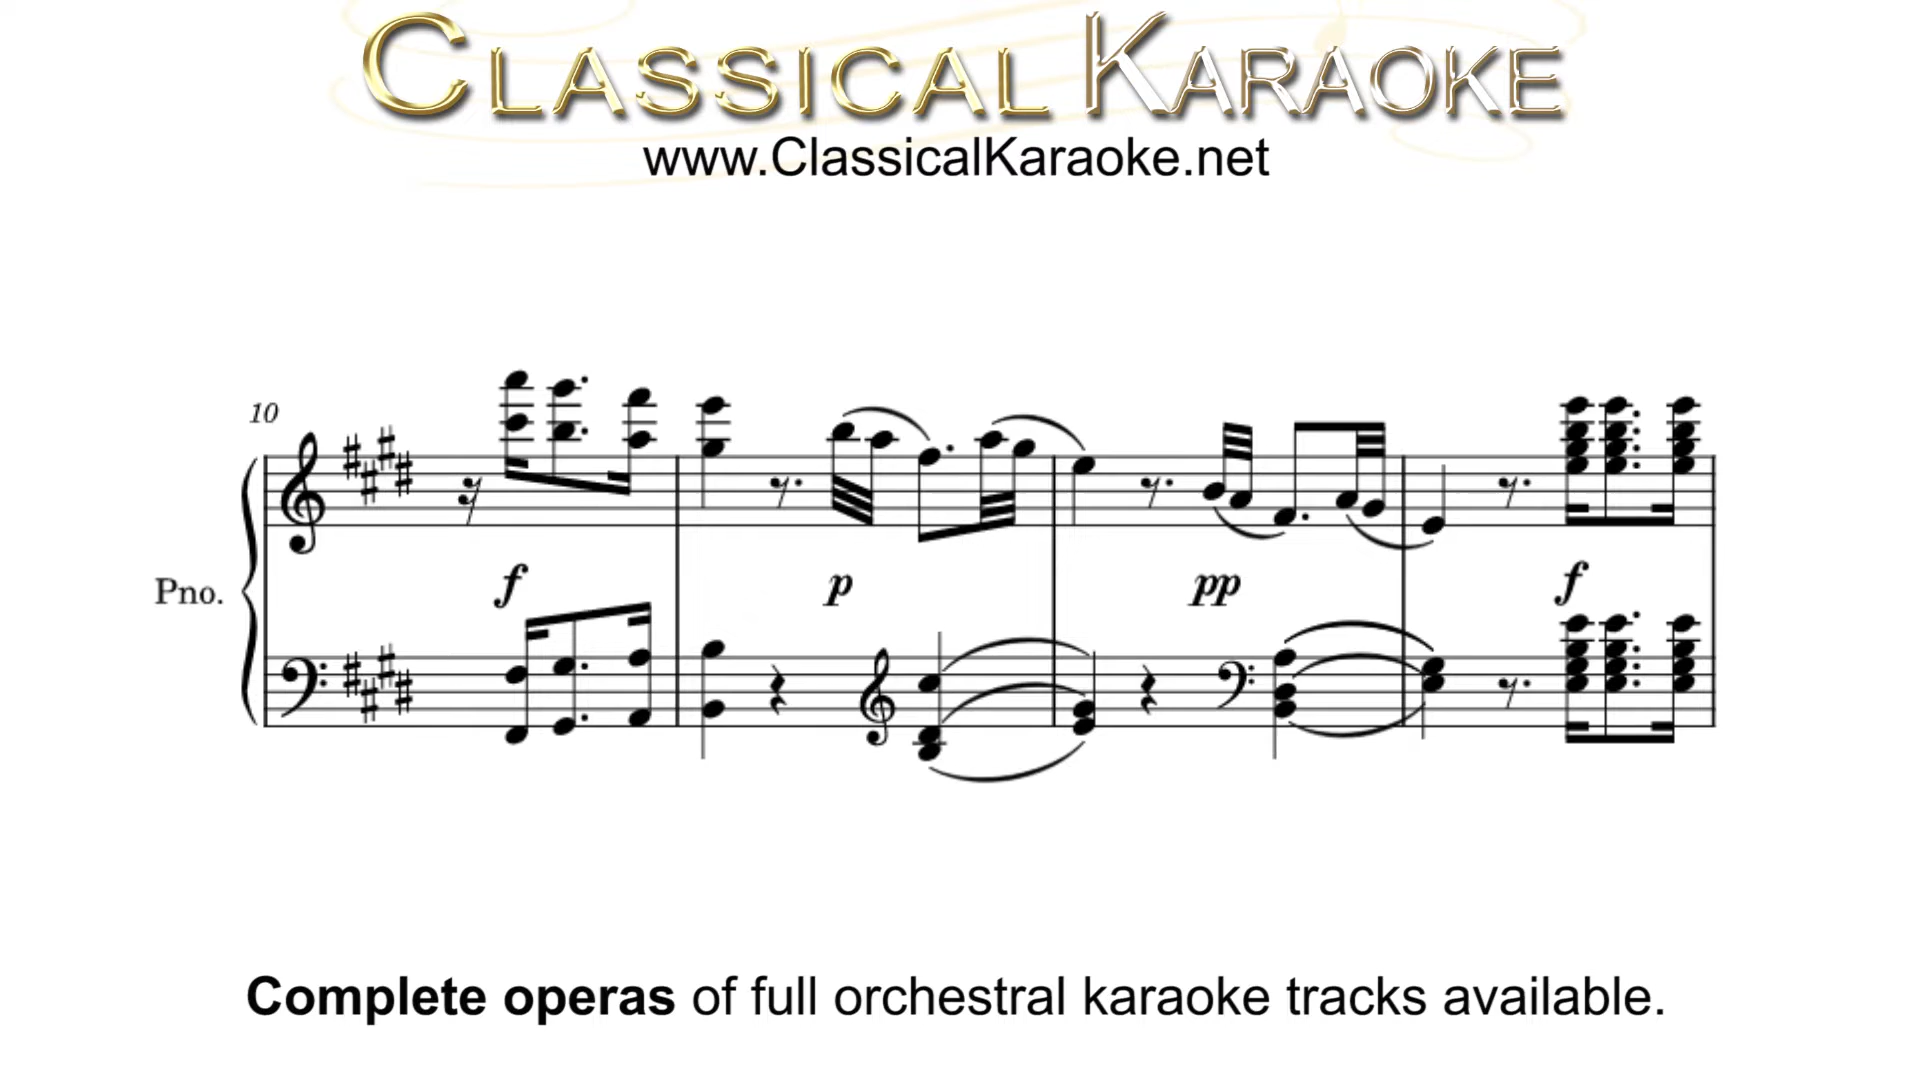 CLASSICAL KARAOKE
www.ClassicalKaraoke.net
10
f p pp f
Pno.
Complete operas of full orchestral karaoke tracks available.